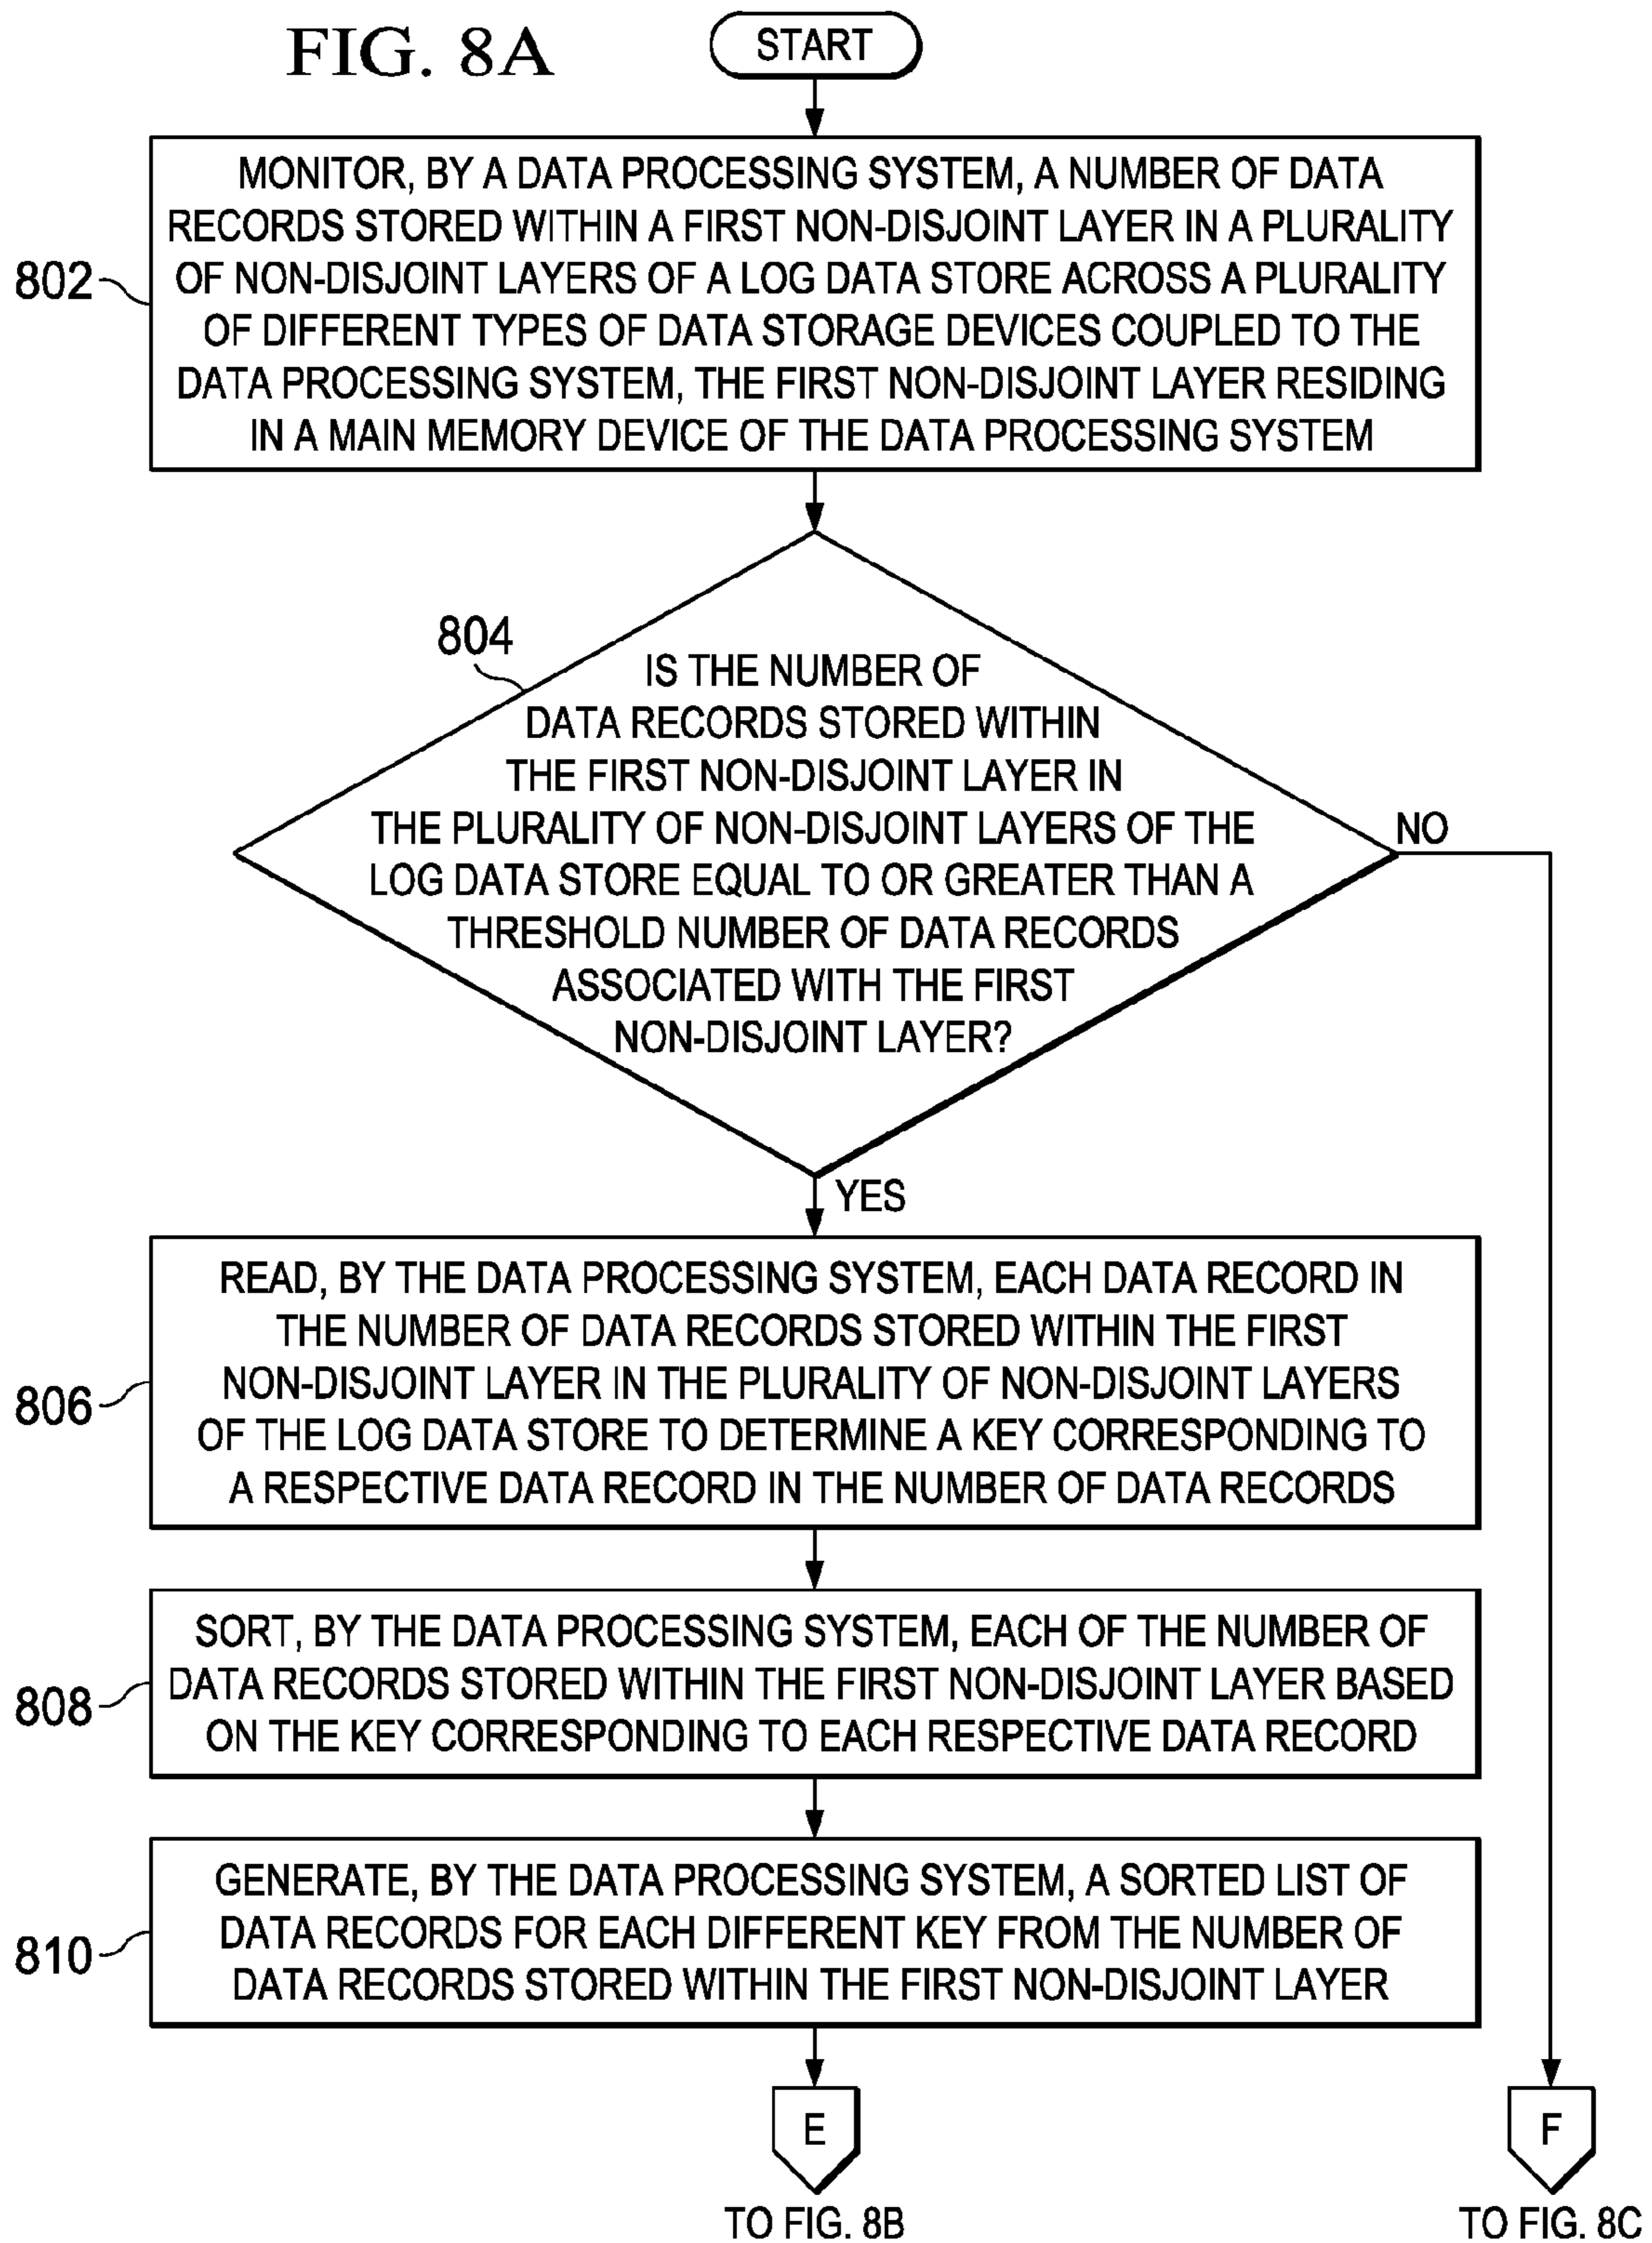 FIG. 8A
START
802
MONITOR, BY A DATA PROCESSING SYSTEM, A NUMBER OF DATA
RECORDS STORED WITHIN A FIRST NON-DISJOINT LAYER IN A PLURALITY
OF NON-DISJOINT LAYERS OF A LOG DATA STORE ACROSS A PLURALITY
OF DIFFERENT TYPES OF DATA STORAGE DEVICES COUPLED TO THE
DATA PROCESSING SYSTEM, THE FIRST NON-DISJOINT LAYER RESIDING
IN A MAIN MEMORY DEVICE OF THE DATA PROCESSING SYSTEM
804
IS THE NUMBER OF
DATA RECORDS STORED WITHIN
THE FIRST NON-DISJOINT LAYER IN
THE PLURALITY OF NON-DISJOINT LAYERS OF THE
LOG DATA STORE EQUAL TO OR GREATER THAN A
THRESHOLD NUMBER OF DATA RECORDS
ASSOCIATED WITH THE FIRST
NON-DISJOINT LAYER?
NO
YES
806
READ, BY THE DATA PROCESSING SYSTEM, EACH DATA RECORD IN
THE NUMBER OF DATA RECORDS STORED WITHIN THE FIRST
NON-DISJOINT LAYER IN THE PLURALITY OF NON-DISJOINT LAYERS
OF THE LOG DATA STORE TO DETERMINE A KEY CORRESPONDING TO
A RESPECTIVE DATA RECORD IN THE NUMBER OF DATA RECORDS
808
SORT, BY THE DATA PROCESSING SYSTEM, EACH OF THE NUMBER OF
DATA RECORDS STORED WITHIN THE FIRST NON-DISJOINT LAYER BASED
ON THE KEY CORRESPONDING TO EACH RESPECTIVE DATA RECORD
810
GENERATE, BY THE DATA PROCESSING SYSTEM, A SORTED LIST OF
DATA RECORDS FOR EACH DIFFERENT KEY FROM THE NUMBER OF
DATA RECORDS STORED WITHIN THE FIRST NON-DISJOINT LAYER
E
TO FIG. 8B
F
TO FIG. 8C